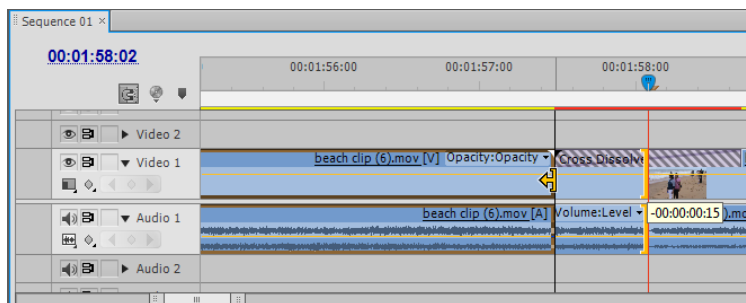 Sequence 01 ×
00:01:58:02
00:01:56:00 00:01:57:00 00:01:58:00
Video 2
Video 1 beach clip (6).mov [V] Opacity:Opacity Cross Dissolve
Audio 1 beach clip (6).mov [A] Volume:Level -00:00:00:15 ).mo
Audio 2